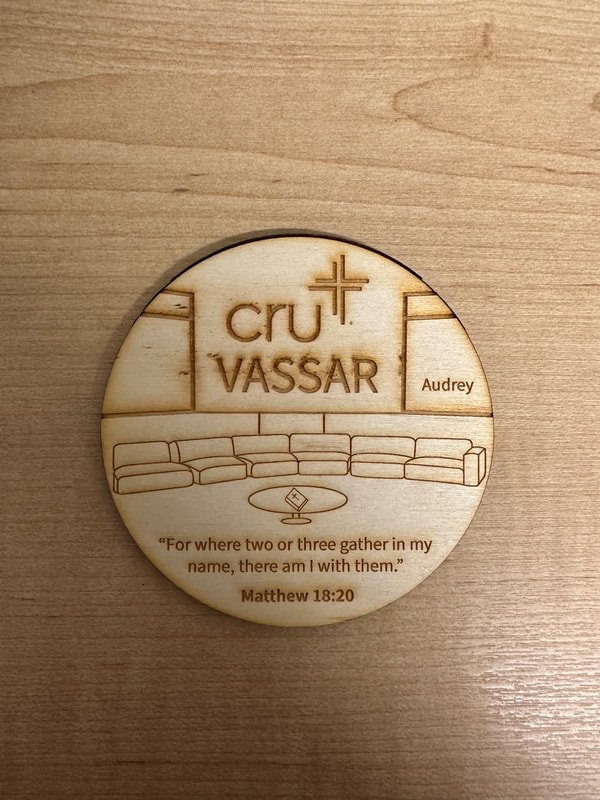 cru
VASSAR
Audrey
“For where two or three gather in my
name, there am I with them.”
Matthew 18:20